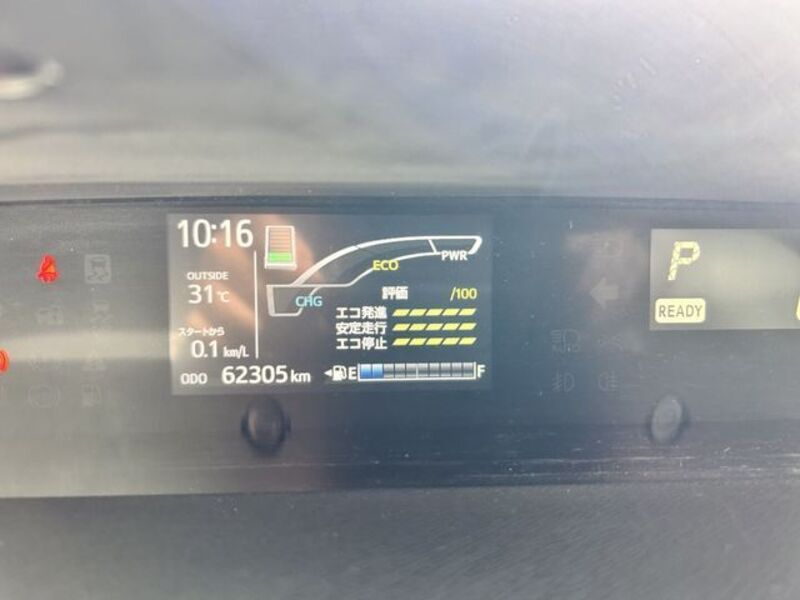 10:16
OUTSIDE
31℃
スタートから
0.1 km/L
ODO 62305 km
CHG
ECO
PWR
評価 /100
エコ発進
安定走行
エコ停止
E F
P
READY